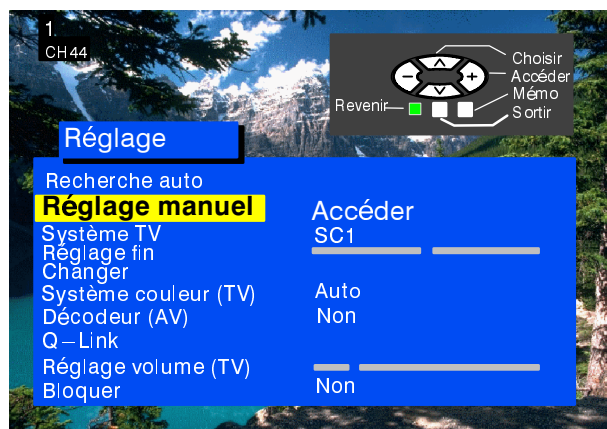 1.
CH44
Choisir
Accéder
Mémo
Revenir
Sortir
Réglage
Recherche auto
Réglage manuel Accéder
Système TV SC1
Réglage fin
Changer
Système couleur (TV) Auto
Décodeur (AV) Non
Q–Link
Réglage volume (TV)
Bloquer Non